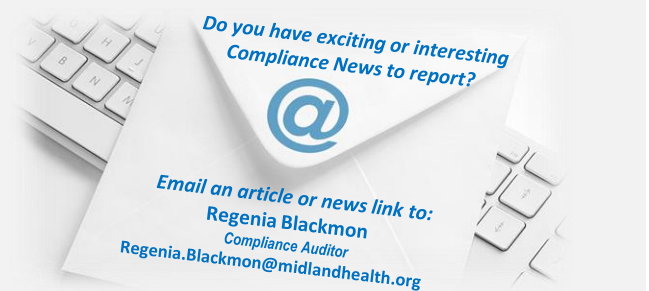 Do you have exciting or interesting
Compliance News to report?
@
Email an article or news link to:
Regenia Blackmon
Compliance Auditor
Regenia.Blackmon@midlandhealth.org